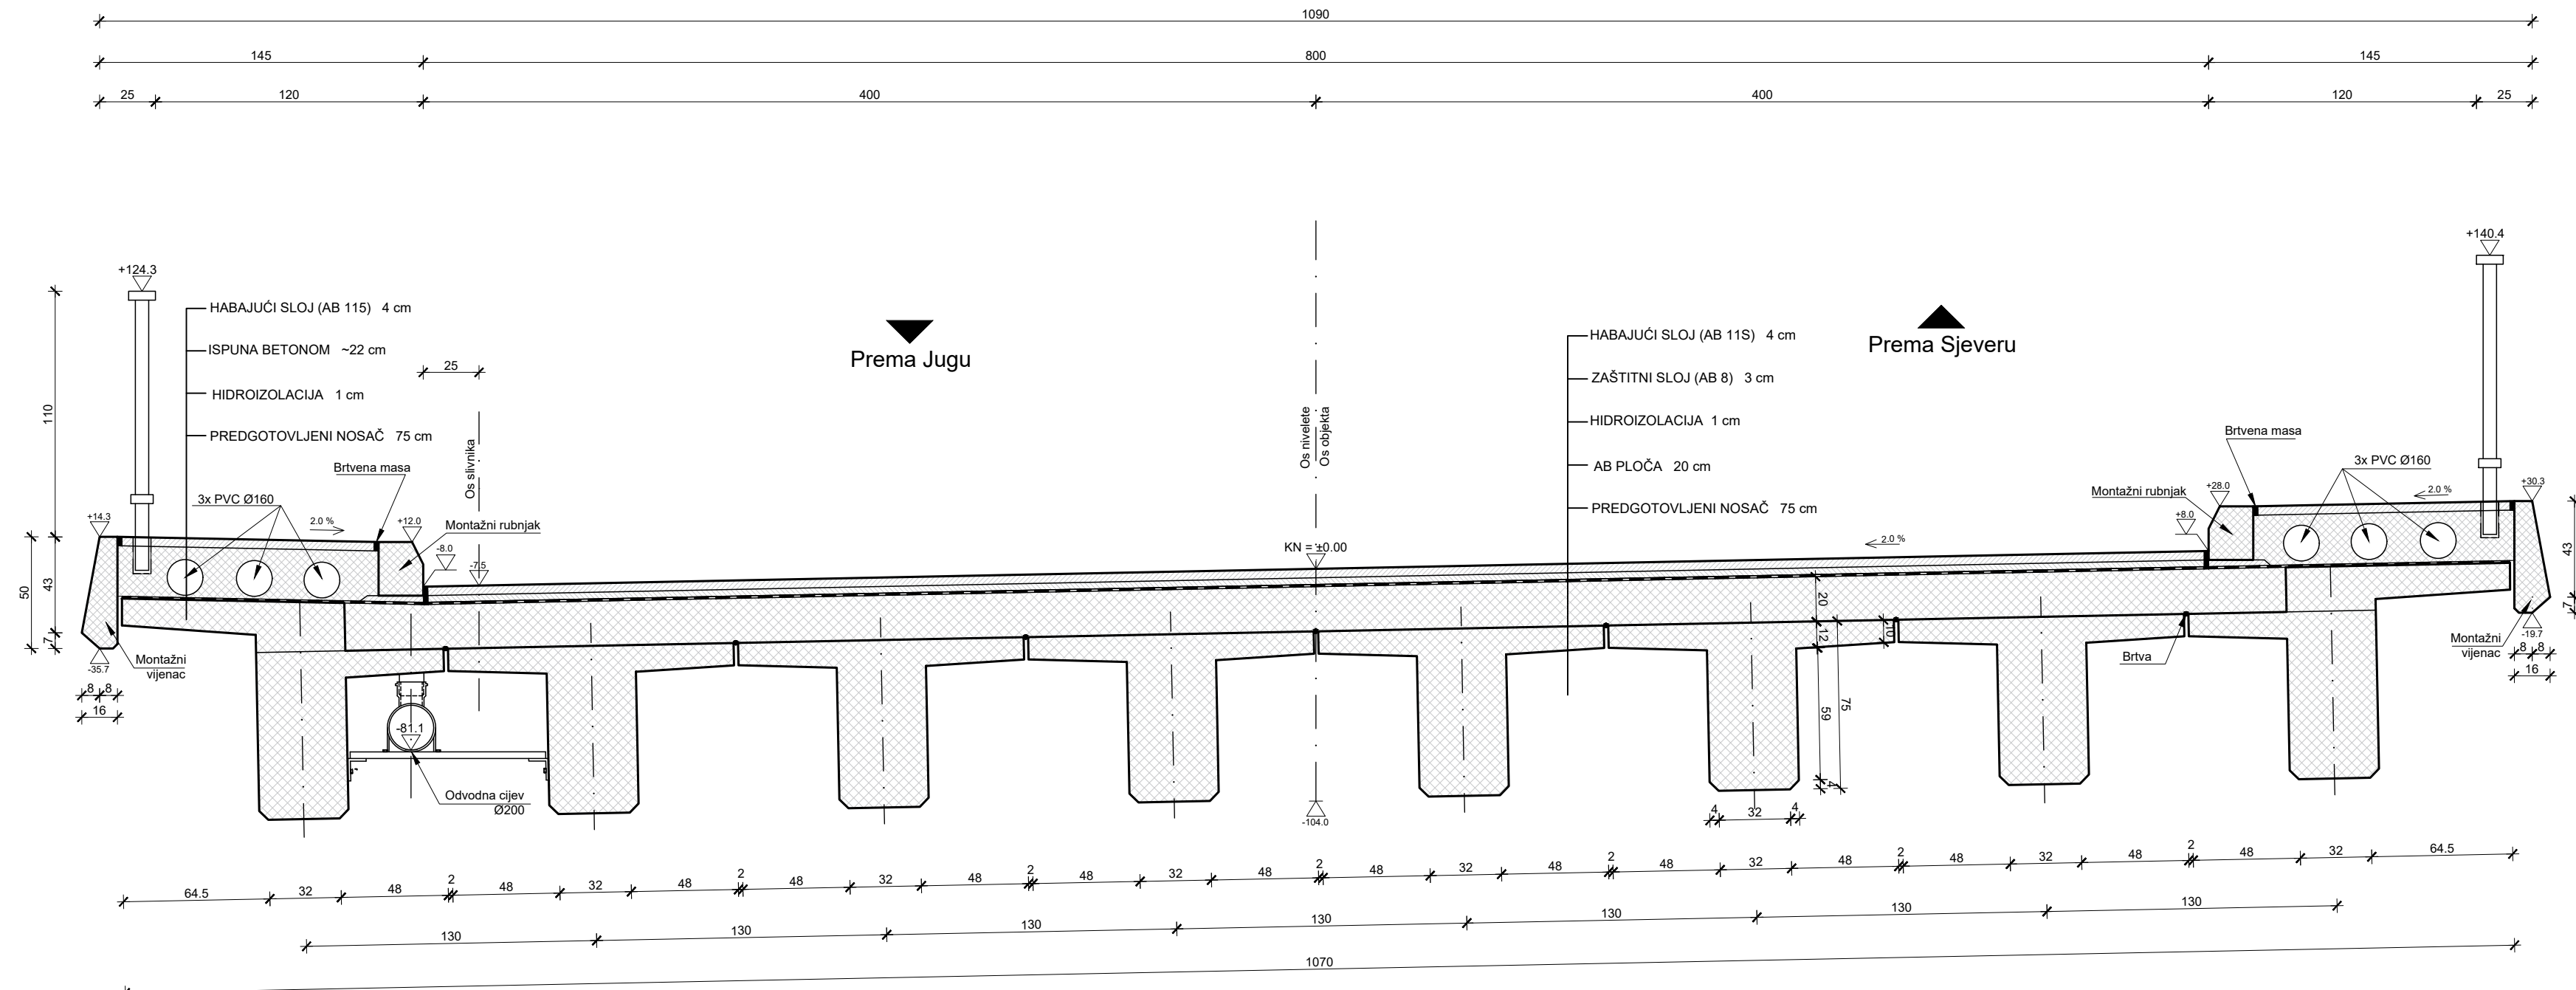 1090
145 800 145
25 120 400 400 120 25
+140.4
+124.3
HABAJUĆI SLOJ (AB 115) 4 cm
ISPUNA BETONOM ~22 cm
HIDROIZOLACIJA 1 cm
PREDGOTOVLJENI NOSAČ 75 cm
25
Prema Jugu
Prema Sjeveru
HABAJUĆI SLOJ (AB 11S) 4 cm
ZAŠTITNI SLOJ (AB 8) 3 cm
HIDROIZOLACIJA 1 cm
AB PLOČA 20 cm
PREDGOTOVLJENI NOSAČ 75 cm
Os nivelete
Os objekta
Os slivnika
110
Brtvena masa
3x PVC Ø160
2.0 %
+14.3
+12.0
Montažni rubnjak
-8.0
-7.5
KN = ±0.00
2.0 %
Brtvena masa
3x PVC Ø160
Montažni rubnjak
+28.0
+8.0
2.0 %
+30.3
50
43
7
43
7
-35.7
Montažni
vijenac
8 8
16
-81.1
Odvodna cijev
Ø200
20
12
10
59
75
4
4 32 4
-104.0
Brtva
Montažni
vijenac
-19.7
8 8
16
64.5 32 48 2 48 32 48 2 48 32 48 2 48 32 48 2 48 32 48 2 48 32 48 2 48 32 48 2 48 32 64.5
130 130 130 130 130 130 130
1070